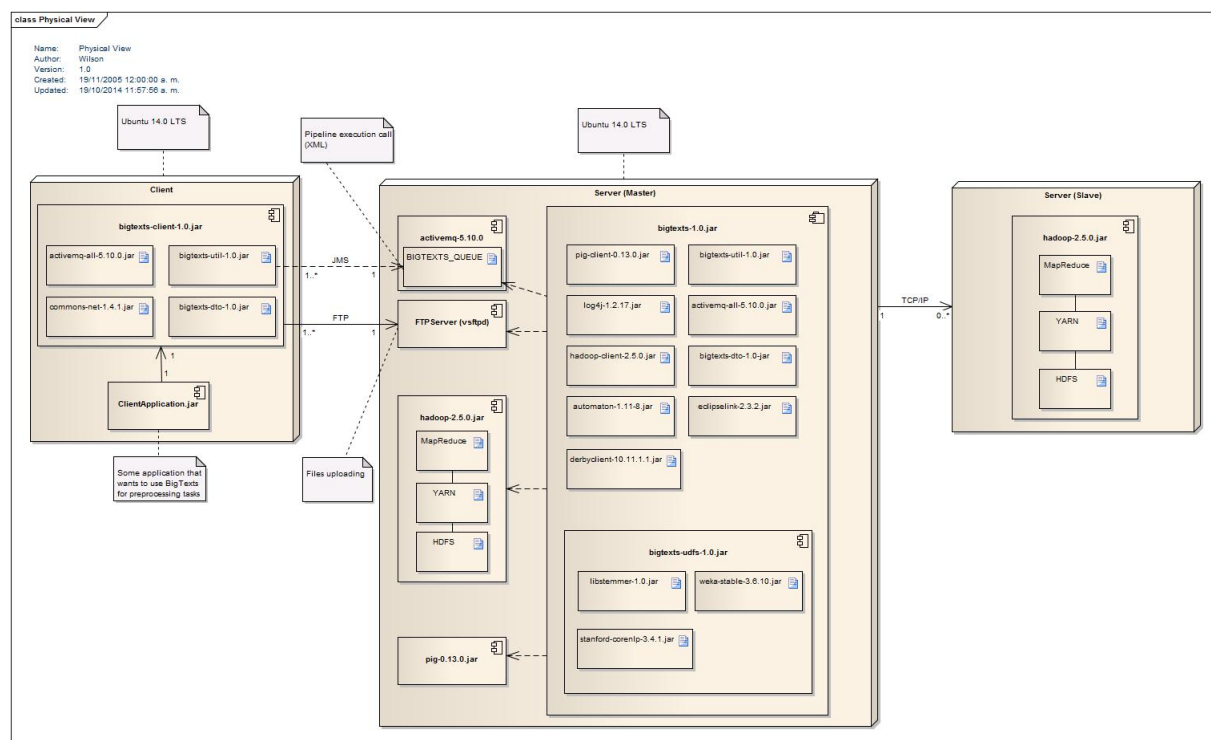 class Physical View
Name: Physical View
Author: Wilson
Version: 1.0
Created: 19/11/2005 12:00:00 a. m.
Updated: 19/10/2014 11:57:56 a. m.
Ubuntu 14.0 LTS
Pipeline execution call
(XML)
Ubuntu 14.0 LTS
Client
bigtexts-client-1.0.jar
activemq-all-5.10.0.jar
bigtexts-util-1.0.jar
commons-net-1.4.1.jar
bigtexts-dto-1.0.jar
1
1
ClientApplication.jar
Some application that
wants to use BigTexts
for preprocessing tasks
JMS
1..*
1
FTP
1..*
1
Files uploading
Server (Master)
activemq-5.10.0
BIGTEXTS_QUEUE
FTPServer (vsftpd)
hadoop-2.5.0.jar
MapReduce
YARN
HDFS
pig-0.13.0.jar
bigtexts-1.0.jar
pig-client-0.13.0.jar
bigtexts-util-1.0.jar
log4j-1.2.17.jar
activemq-all-5.10.0.jar
hadoop-client-2.5.0.jar
bigtexts-dto-1.0-jar
automaton-1.11-8.jar
eclipselink-2.3.2.jar
derbyclient-10.11.1.1.jar
bigtexts-udfs-1.0.jar
libstemmer-1.0.jar
weka-stable-3.6.10.jar
stanford-corenlp-3.4.1.jar
TCP/IP
1
0..*
Server (Slave)
hadoop-2.5.0.jar
MapReduce
YARN
HDFS